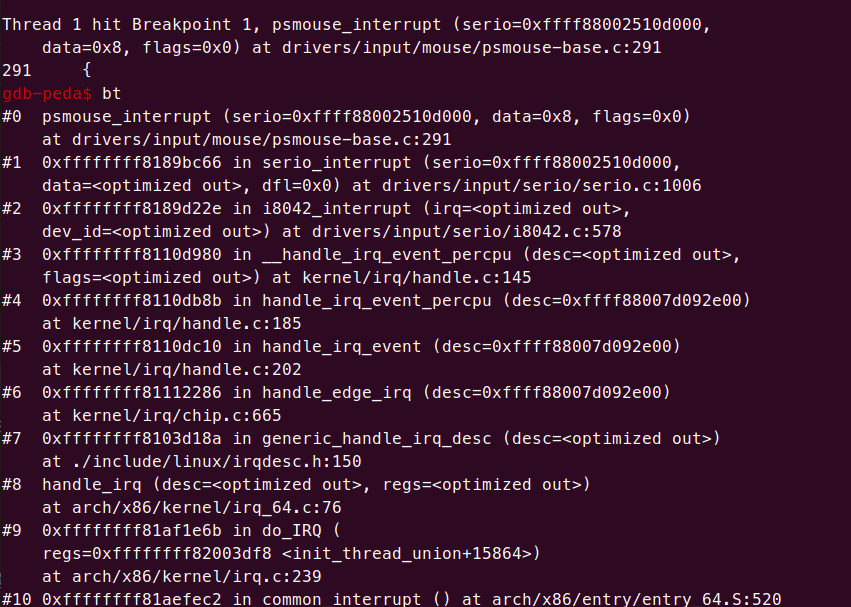 Thread 1 hit Breakpoint 1, psmouse_interrupt (serio=0xffff88002510d000,
    data=0x8, flags=0x0) at drivers/input/mouse/psmouse-base.c:291
291     {
gdb-peda$ bt
#0  psmouse_interrupt (serio=0xffff88002510d000, data=0x8, flags=0x0)
    at drivers/input/mouse/psmouse-base.c:291
#1  0xffffffff8189bc66 in serio_interrupt (serio=0xffff88002510d000,
    data=<optimized out>, dfl=0x0) at drivers/input/serio/serio.c:1006
#2  0xffffffff8189d22e in i8042_interrupt (irq=<optimized out>,
    dev_id=<optimized out>) at drivers/input/serio/i8042.c:578
#3  0xffffffff8110d980 in __handle_irq_event_percpu (desc=<optimized out>,
    flags=<optimized out>) at kernel/irq/handle.c:145
#4  0xffffffff8110db8b in handle_irq_event_percpu (desc=0xffff88007d092e00)
    at kernel/irq/handle.c:185
#5  0xffffffff8110dc10 in handle_irq_event (desc=0xffff88007d092e00)
    at kernel/irq/handle.c:202
#6  0xffffffff81112286 in handle_edge_irq (desc=0xffff88007d092e00)
    at kernel/irq/chip.c:665
#7  0xffffffff8103d18a in generic_handle_irq_desc (desc=<optimized out>)
    at ./include/linux/irqdesc.h:150
#8  handle_irq (desc=<optimized out>, regs=<optimized out>)
    at arch/x86/kernel/irq_64.c:76
#9  0xffffffff81af1e6b in do_IRQ (
    regs=0xffffffff82003df8 <init_thread_union+15864>)
    at arch/x86/kernel/irq.c:239
#10 0xffffffff81aefec2 in common_interrupt () at arch/x86/entry/entry_64.S:520